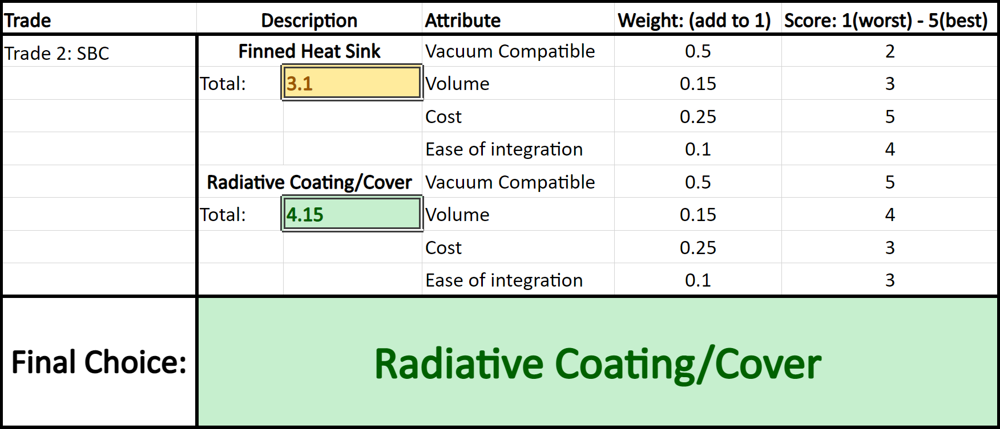 Trade Description Attribute Weight: (add to 1) Score: 1(worst) - 5(best)
Trade 2: SBC Finned Heat Sink Vacuum Compatible 0.5 2
Total: 3.1 Volume 0.15 3
Cost 0.25 5
Ease of integration 0.1 4
Radiative Coating/Cover Vacuum Compatible 0.5 5
Total: 4.15 Volume 0.15 4
Cost 0.25 3
Ease of integration 0.1 3
Final Choice: Radiative Coating/Cover